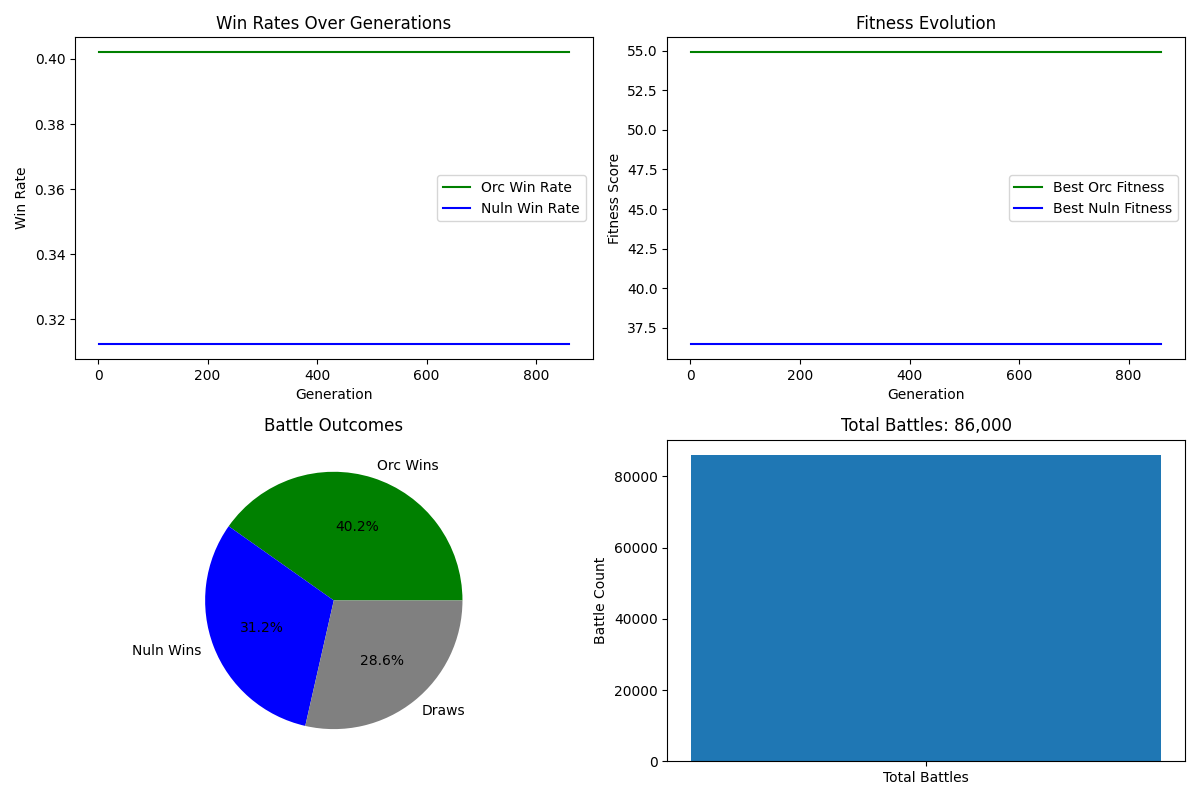 Win Rates Over Generations
Win Rate
0.40
0.38
0.36
0.34
0.32
Orc Win Rate
Nuln Win Rate
0 200 400 600 800
Generation
Fitness Evolution
Fitness Score
55.0
52.5
50.0
47.5
45.0
42.5
40.0
37.5
Best Orc Fitness
Best Nuln Fitness
0 200 400 600 800
Generation
Battle Outcomes
Orc Wins
40.2%
31.2%
Nuln Wins
28.6%
Draws
Total Battles: 86,000
Battle Count
80000
60000
40000
20000
0
Total Battles